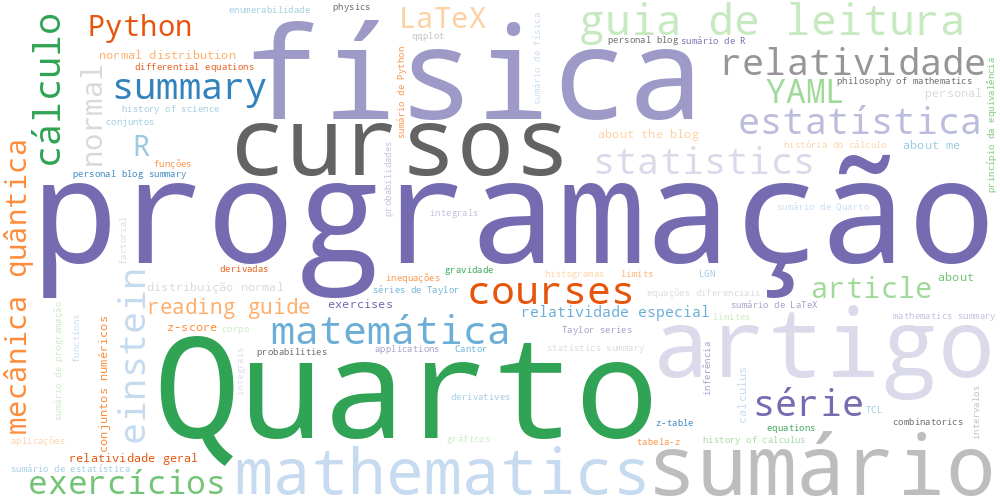 enumerabilidade
physics
LaTeX
guia de leitura
Python
física
qqplot
sumário de física
normal distribution
differential equations
personal blog
sumário de R
relatividade
cálculo
normal
summary
history of science
conjuntos
sumário de Python
philosophy of mathematics
YAML
personal
estatística
princípio da equivalência
R
cursos
about the blog
história do cálculo
about me
funções
statistics
personal blog summary
probabilidades
programação
mecânica quântica
integrals
sumário de Quarto
factorial
derivadas
gravidade
inequações
histogramas
limits
LGN
about
distribuição normal
séries de Taylor
courses
equações diferenciais
article
einstein
reading guide
exercises
relatividade especial
sumário de LaTeX
sumário de programação
functions
conjuntos numéricos
z-score
corpo
matemática
Taylor series
limites
mathematics summary
artigo
Quarto
probabilities
integrais
applications
Cantor
statistics summary
inferência
calculus
derivatives
série
TCL
intervalos
z-table
equations
combinatorics
aplicações
gráficos
tabela-z
history of calculus
relatividade geral
sumário de estatística
mathematics
sumário
exercícios